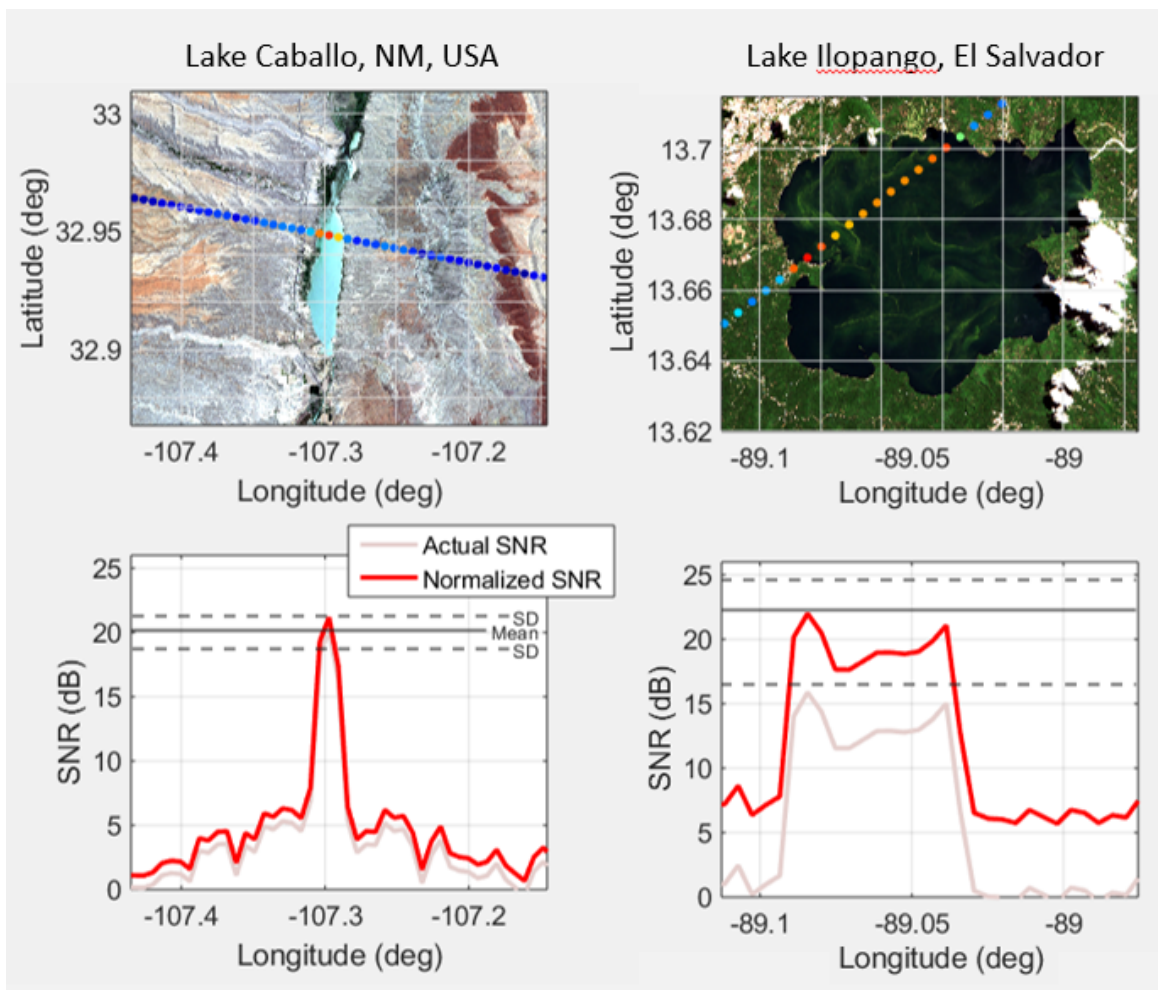 Lake Caballo, NM, USA
Lake Ilopango, El Salvador
33
32.95
32.9
Latitude (deg)
-107.4 -107.3 -107.2
Longitude (deg)
13.7
13.68
13.66
13.64
13.62
Latitude (deg)
-89.1 -89.05 -89
Longitude (deg)
Actual SNR
Normalized SNR
25
20
15
10
5
0
SNR (dB)
SD
Mean
SD
-107.4 -107.3 -107.2
Longitude (deg)
25
20
15
10
5
0
SNR (dB)
-89.1 -89.05 -89
Longitude (deg)